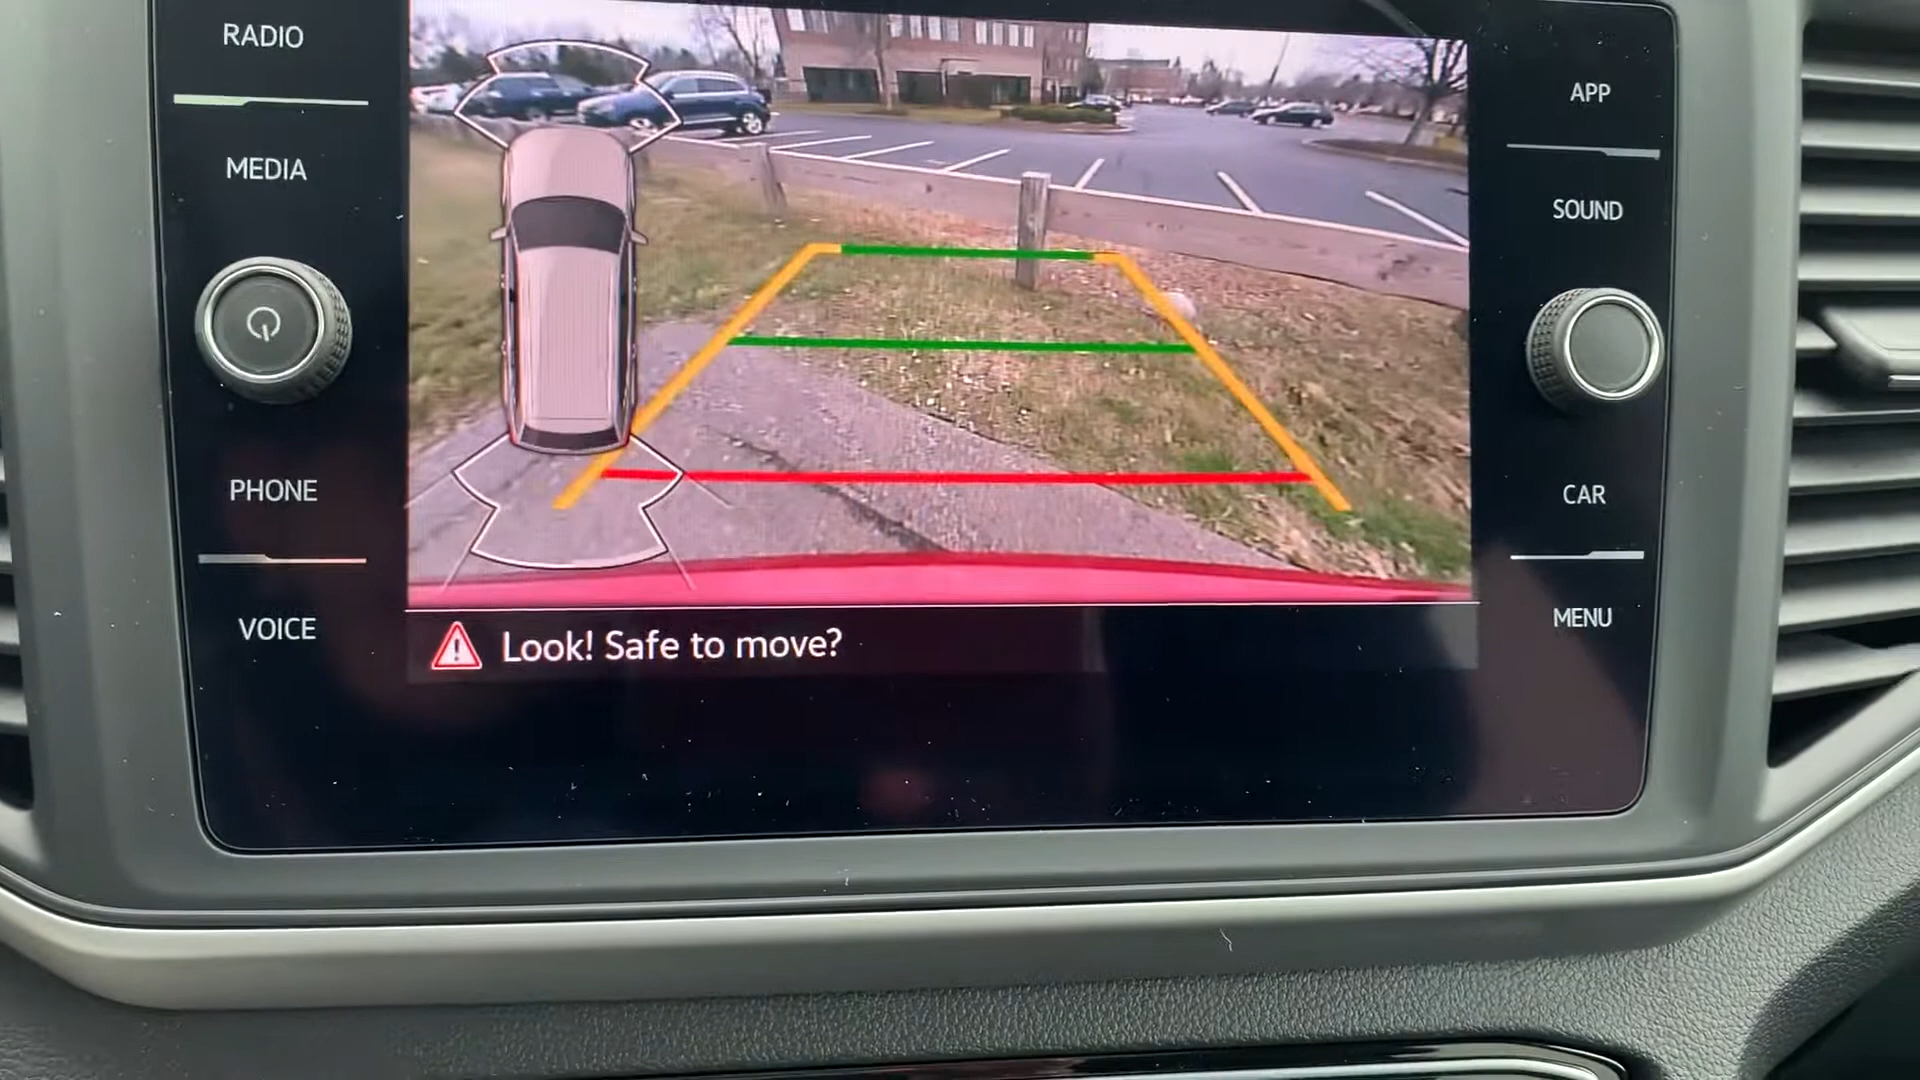 RADIO
MEDIA
PHONE
VOICE
APP
SOUND
CAR
MENU
Look! Safe to move?